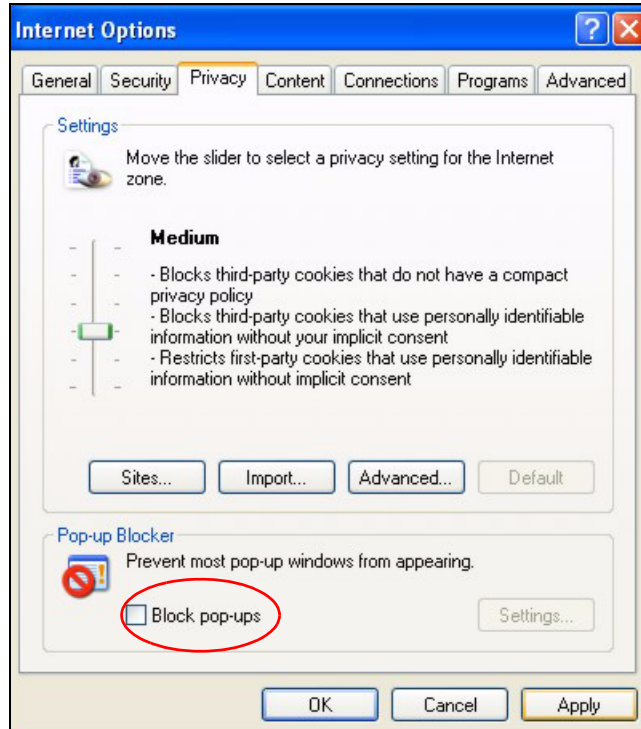 Internet Options
General Security Privacy Content Connections Programs Advanced
Settings
Move the slider to select a privacy setting for the Internet
zone.
Medium
- Blocks third-party cookies that do not have a compact
privacy policy
- Blocks third-party cookies that use personally identifiable
information without your implicit consent
- Restricts first-party cookies that use personally identifiable
information without implicit consent
Sites... Import... Advanced... Default
Pop-up Blocker
Prevent most pop-up windows from appearing.
Block pop-ups Settings...
OK Cancel Apply